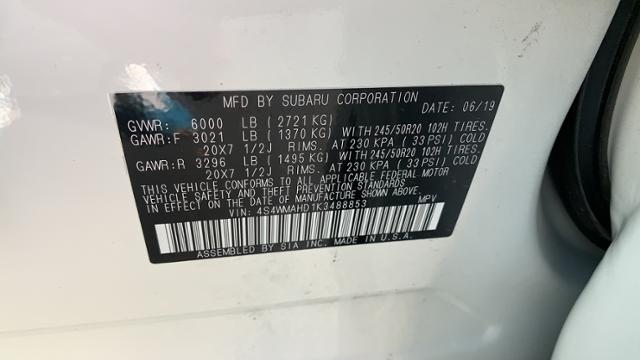 MFD BY SUBARU CORPORATION DATE: 06/19
GVWR: 6000 LB (2721 KG)
GAWR:F 3021 LB (1370 KG) WITH 245/50R20 102H TIRES,
20X7 1/2J RIMS. AT 230 KPA ( 33 PSI) COLD
GAWR:R 3296 LB (1495 KG) WITH 245/50R20 102H TIRES,
20X7 1/2J RIMS. AT 230 KPA ( 33 PSI) COLD
THIS VEHICLE CONFORMS TO ALL APPLICABLE FEDERAL MOTOR
VEHICLE SAFETY AND THEFT PREVENTION STANDARDS
IN EFFECT ON THE DATE OF MANUFACTURE SHOWN ABOVE.
VIN: 4S4WMAHD1K3488853 MPV
ASSEMBLED BY SIA INC. MADE IN U.S.A.